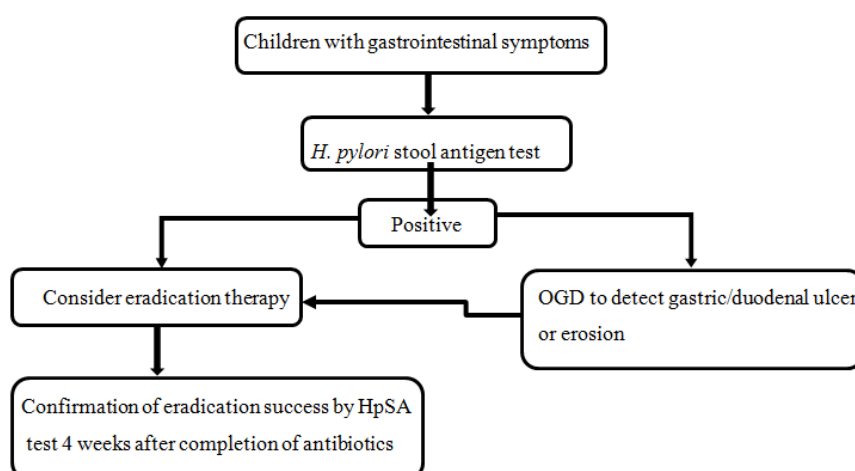 Children with gastrointestinal symptoms
H. pylori stool antigen test
Positive
Consider eradication therapy
OGD to detect gastric/duodenal ulcer
or erosion
Confirmation of eradication success by HpSA
test 4 weeks after completion of antibiotics